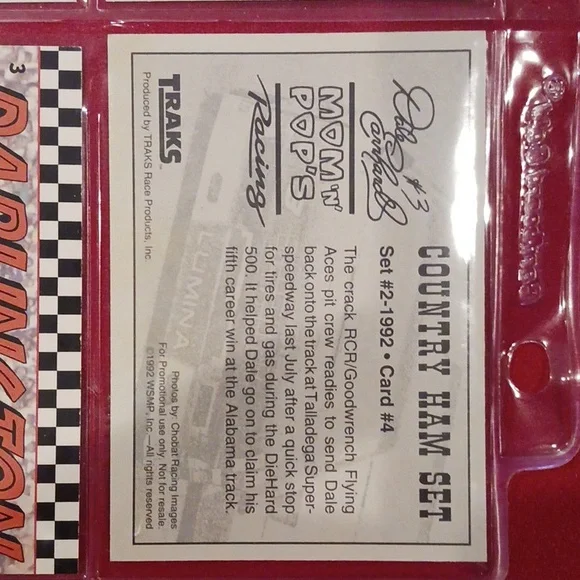 COUNTRY HAM SET
Set #2-1992 • Card #4
Dale Earnhardt #3
MOM 'N' POP'S
Racing
The crack RCR/Goodwrench Flying
Aces pit crew readies to send Dale
back onto the track at Talladega Super-
speedway last July after a quick stop
for tires and gas during the DieHard
500. It helped Dale go on to claim his
fifth career win at the Alabama track.
TRAKS™
Produced by TRAKS Race Products, Inc.
Photos by Chobat Racing Images
For Promotional use only. Not for resale.
©1992 WSMP, Inc.—All rights reserved
LUMINA
3
DARLINGTON